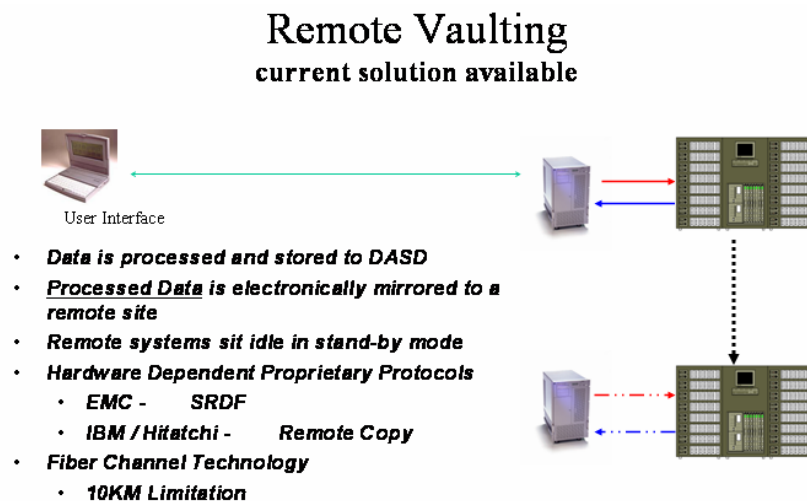 Remote Vaulting
current solution available
User Interface
• Data is processed and stored to DASD
• Processed Data is electronically mirrored to a
remote site
• Remote systems sit idle in stand-by mode
• Hardware Dependent Proprietary Protocols
• EMC - SRDF
• IBM / Hitatchi - Remote Copy
• Fiber Channel Technology
• 10KM Limitation